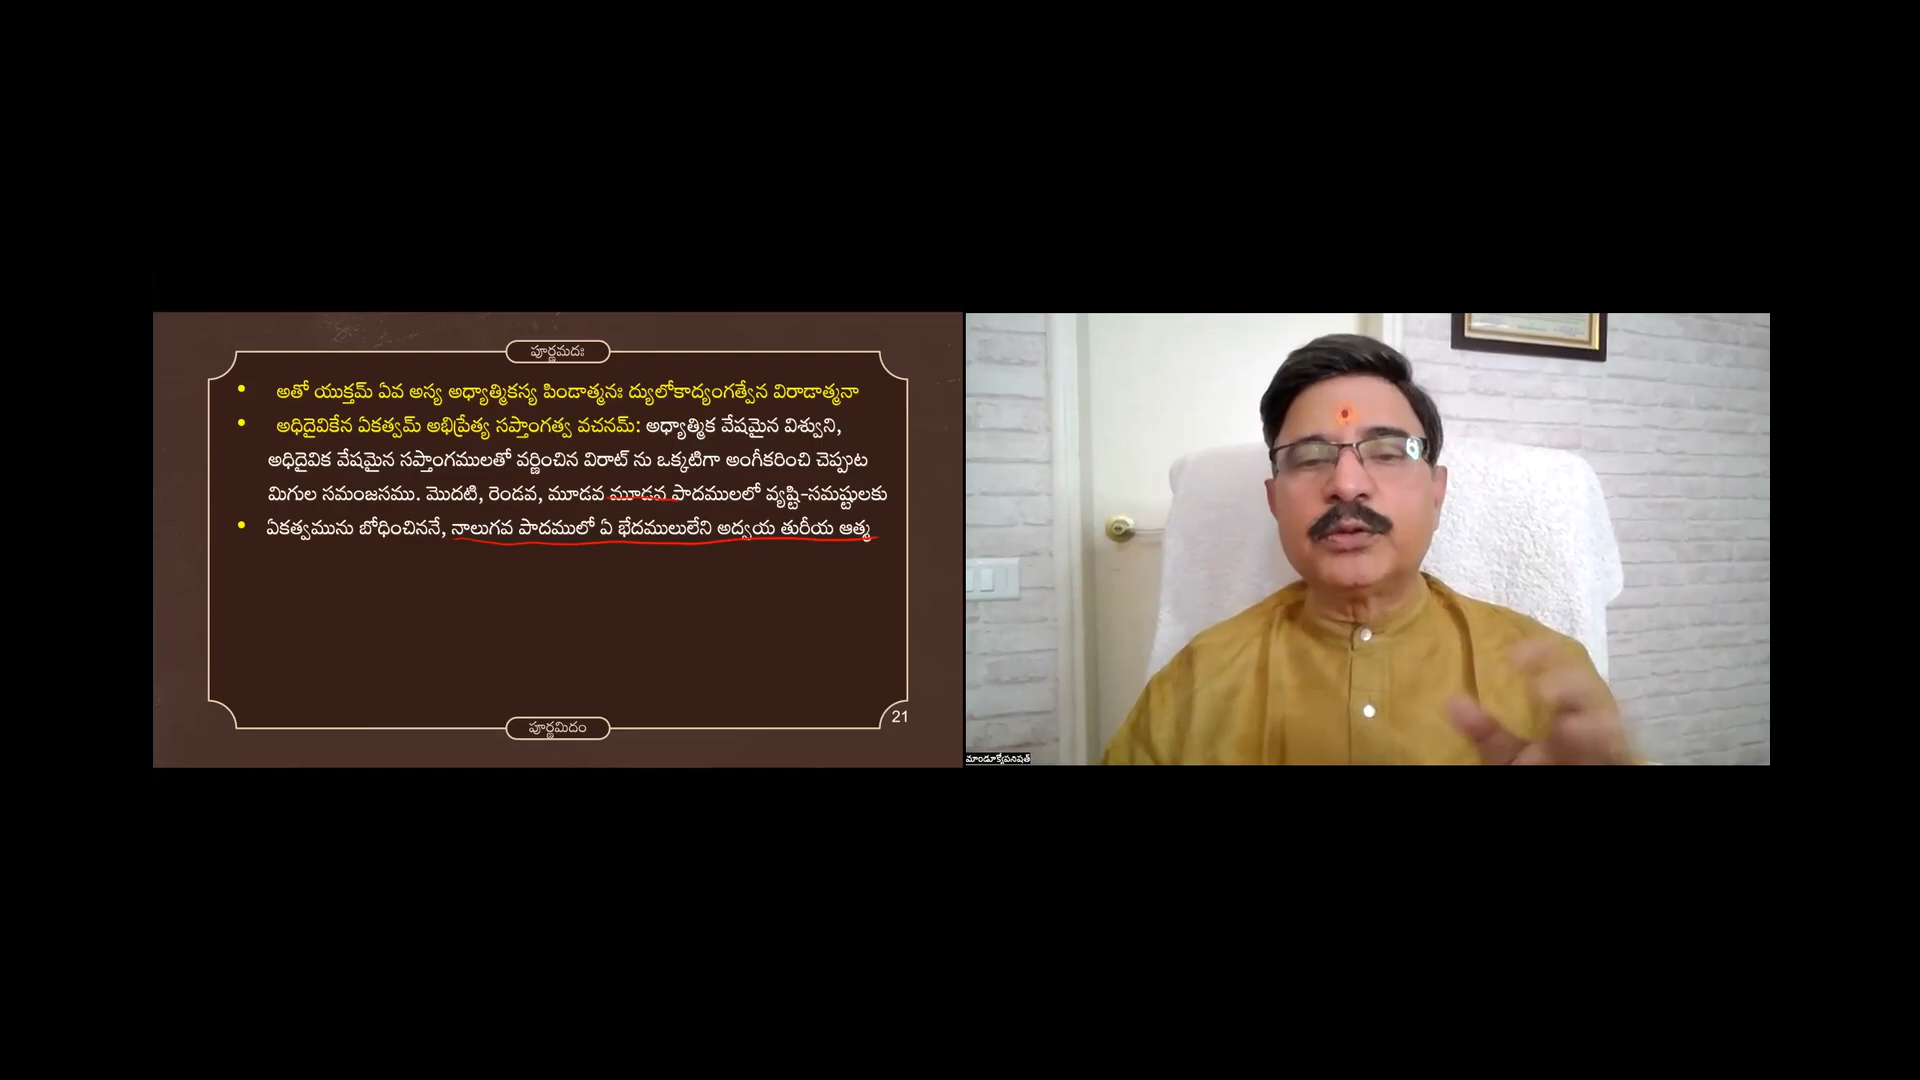 పూర్ణమదః
• అతో యుక్తమ్ ఏవ అస్య అధ్యాత్మికస్య పిండాత్మనః ద్యులోకాద్యంగత్వేన విరాడాత్మనా
• అధిదైవికేన ఏకత్వమ్ అభిప్రేత్య సప్తాంగత్వ వచనమ్: అధ్యాత్మిక వేషమైన విశ్వుని,
అధిదైవిక వేషమైన సప్తాంగములతో వర్ణించిన విరాట్ ను ఒక్కటిగా అంగీకరించి చెప్పుట
మిగుల సమంజసము. మొదటి, రెండవ, మూడవ మూడవ పాదములలో వ్యష్టి-సమష్టులకు
• ఏకత్వమును బోధించిననే, నాలుగవ పాదములో ఏ భేదములులేని అద్వయ తురీయ ఆత్మ
21
పూర్ణమిదం
మాండూక్యోపనిషత్